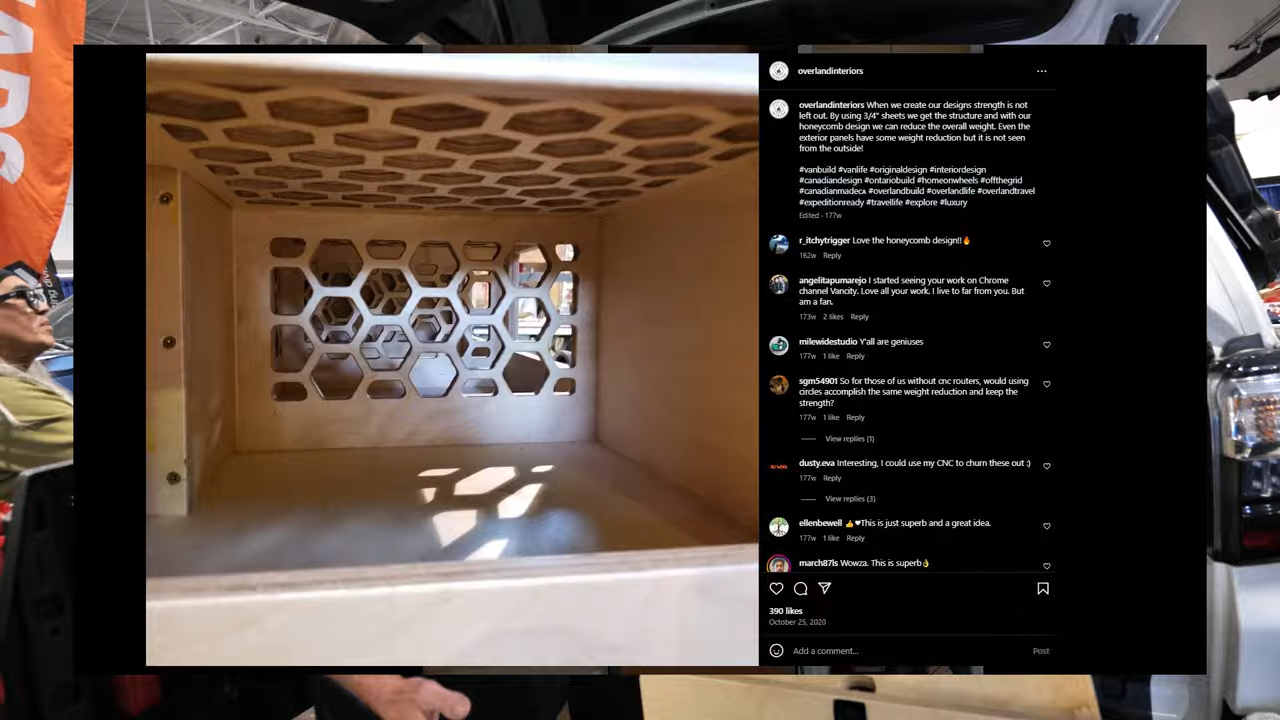 overlandinteriors
overlandinteriors When we create our designs strength is not
left out. By using 3/4" sheets we get the structure and with our
honeycomb design we can reduce the overall weight. Even the
exterior panels have some weight reduction but it is not seen
from the outside!
#vanbuild #vanlife #originaldesign #interiordesign
#canadiandesign #ontariobuild #homeonwheels #offthegrid
#canadianmadeca #overlandbuild #overlandlife #overlandtravel
#expeditionready #travellife #explore #luxury
Edited · 177w
r_itchytrigger Love the honeycomb design!!🔥
162w Reply
angelitapumarejo I started seeing your work on Chrome
channel Vancity. Love all your work. I live to far from you. But
am a fan.
173w 2 likes Reply
milewidestudio Y'all are geniuses
177w 1 like Reply
sgm54901 So for those of us without cnc routers, would using
circles accomplish the same weight reduction and keep the
strength?
177w 1 like Reply
View replies (1)
dusty.eva Interesting, I could use my CNC to churn these out :)
177w Reply
View replies (3)
ellenbewell 👍❤This is just superb and a great idea.
177w 1 like Reply
march87ls Wowza. This is superb👌
390 likes
October 25, 2020
Add a comment...
Post